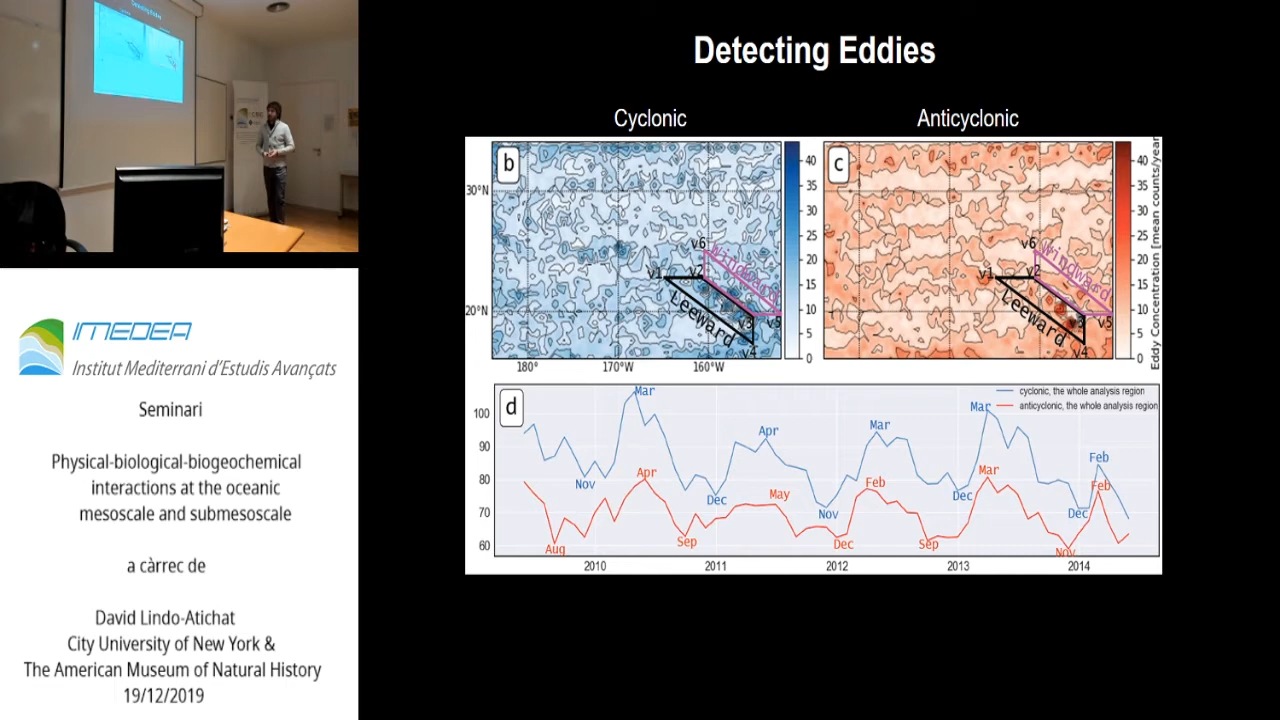 Detecting Eddies
Cyclonic
Anticyclonic
b
c
30°N
20°N
180°
170°W
160°W
v6
v1
v2
v3
v4
v5
Windward
Leeward
40
35
30
25
20
15
10
5
0
v6
v1
v2
v4
v5
Windward
Leeward
40
35
30
25
20
15
10
5
0
Eddy Concentration [mean counts/year
d
cyclonic, the whole analysis region
anticyclonic, the whole analysis region
100
90
80
70
60
Mar
Apr
Mar
Mar
Feb
Nov
Dec
Nov
Dec
Dec
Apr
May
Feb
Mar
Feb
Aug
Sep
Dec
Sep
Nov
2010
2011
2012
2013
2014
IMEDEA
Institut Mediterrani d'Estudis Avançats
Seminari
Physical-biological-biogeochemical
interactions at the oceanic
mesoscale and submesoscale
a càrrec de
David Lindo-Atichat
City University of New York &
The American Museum of Natural History
19/12/2019